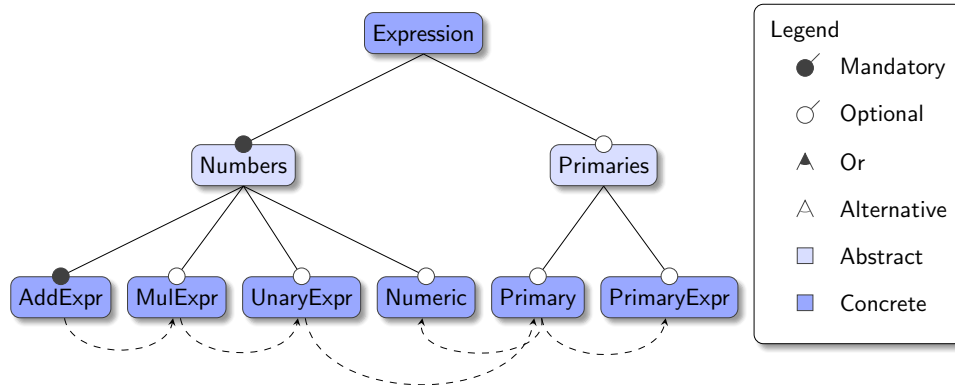 Expression
Numbers
Primaries
AddExpr
MulExpr
UnaryExpr
Numeric
Primary
PrimaryExpr
Legend
Mandatory
Optional
Or
Alternative
Abstract
Concrete